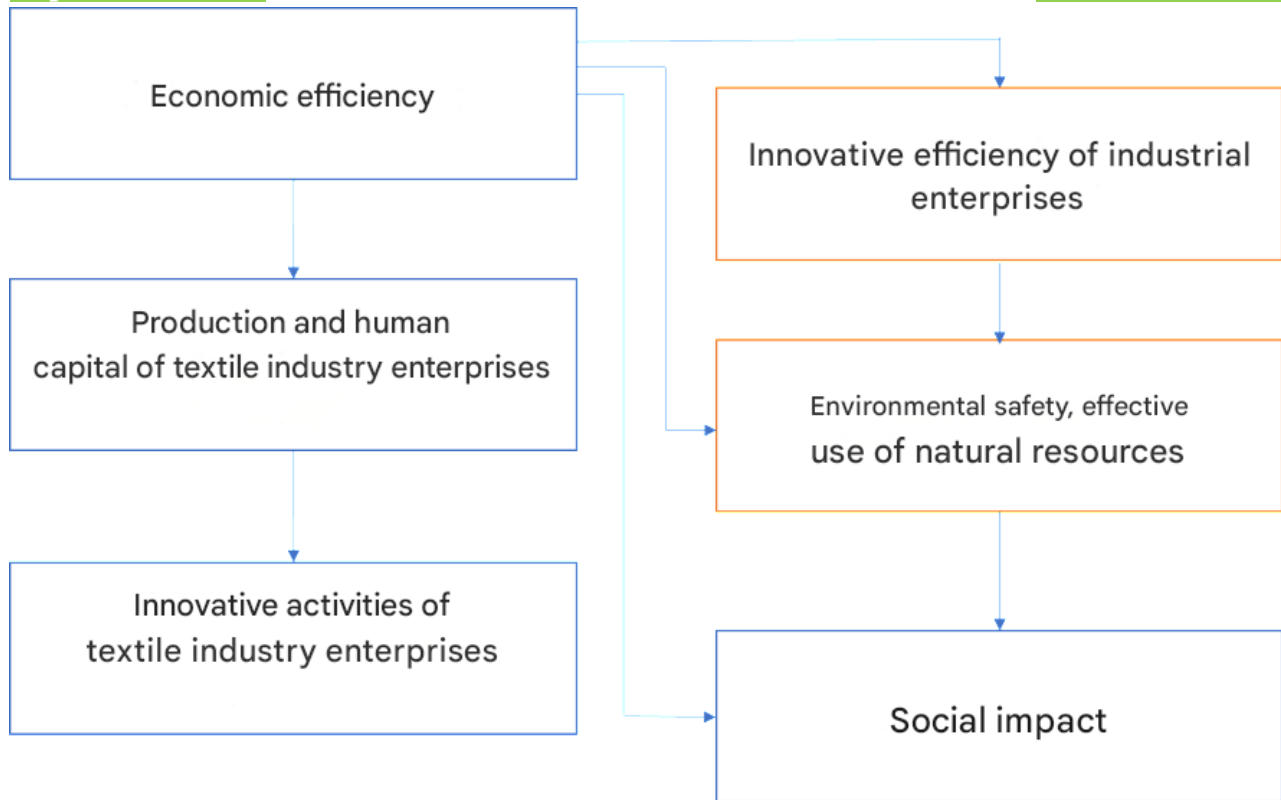 Economic efficiency
Innovative efficiency of industrial
enterprises
Production and human
capital of textile industry enterprises
Environmental safety, effective
use of natural resources
Innovative activities of
textile industry enterprises
Social impact